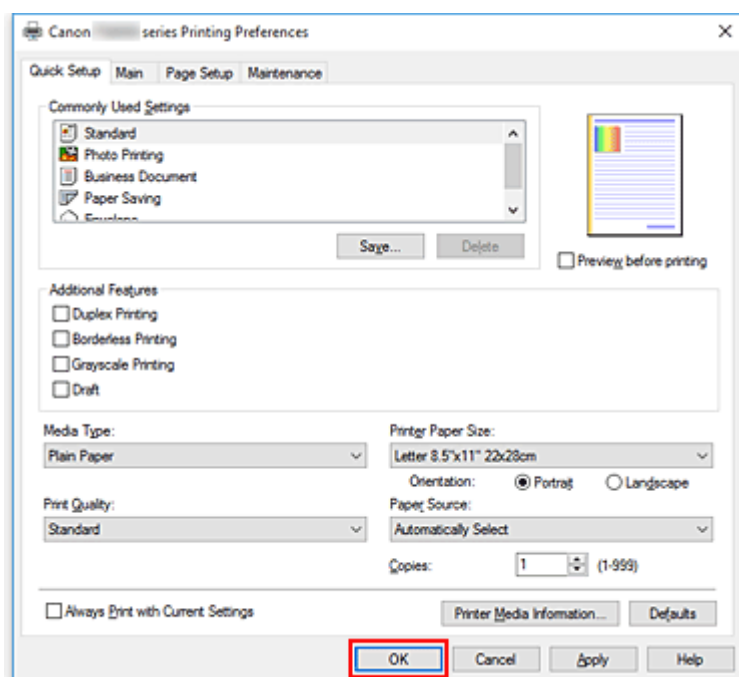 Canon series Printing Preferences
Quick Setup Main Page Setup Maintenance
Commonly Used Settings
Standard
Photo Printing
Business Document
Paper Saving
Envelope
Save... Delete
Preview before printing
Additional Features
Duplex Printing
Borderless Printing
Grayscale Printing
Draft
Media Type: Printer Paper Size:
Plain Paper Letter 8.5"x11" 22x28cm
Orientation: Portrait Landscape
Print Quality: Paper Source:
Standard Automatically Select
Copies: 1 (1-999)
Always Print with Current Settings Printer Media Information... Defaults
OK Cancel Apply Help